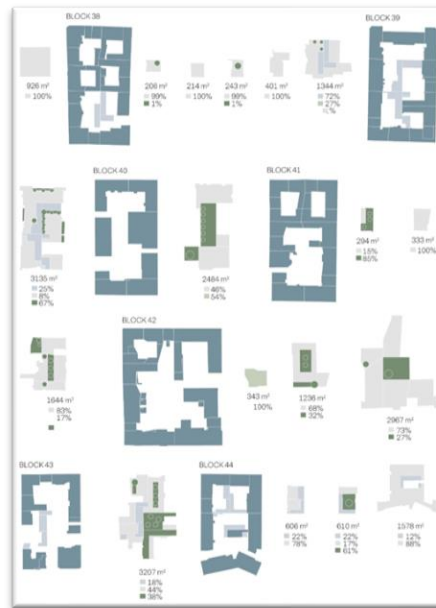 BLOCK 38
BLOCK 39
926 m²
100%
208 m²
99%
1%
214 m²
100%
243 m²
99%
1%
401 m²
100%
1344 m²
72%
27%
BLOCK 40
BLOCK 41
3135 m²
25%
8%
67%
2484 m²
46%
54%
294 m²
15%
85%
333 m²
100%
BLOCK 42
1644 m²
83%
17%
343 m²
100%
1236 m²
68%
32%
2967 m²
73%
27%
BLOCK 43
BLOCK 44
3207 m²
18%
44%
38%
606 m²
22%
78%
610 m²
22%
17%
61%
1578 m²
12%
88%